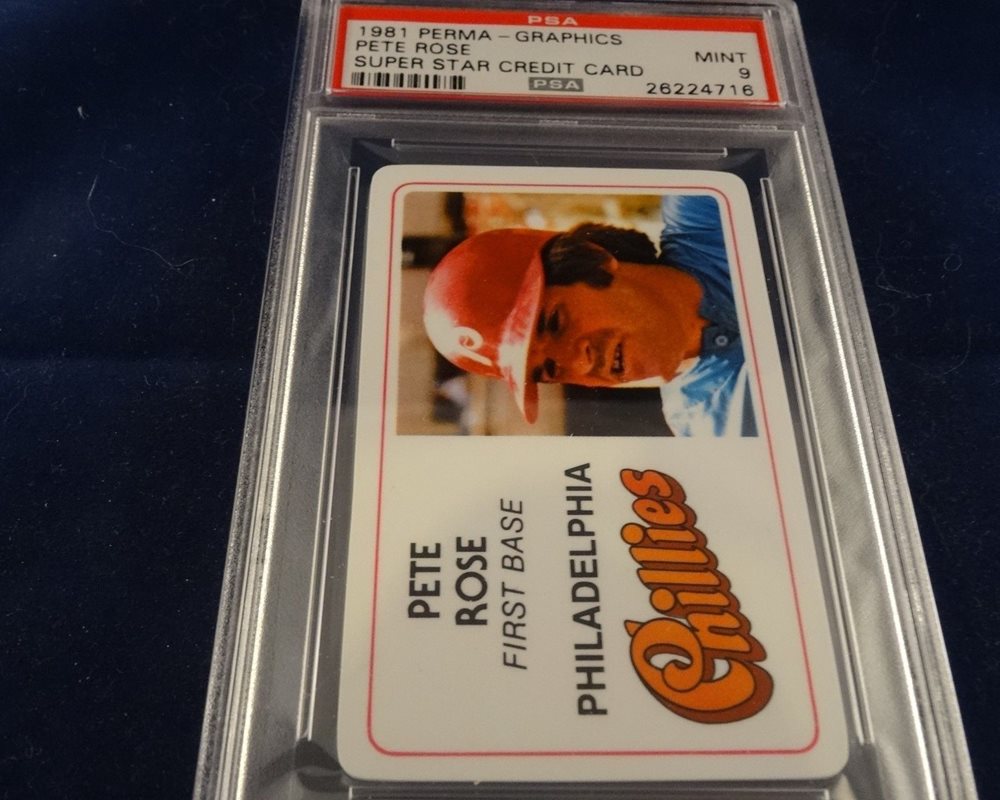 PSA
1981 PERMA-GRAPHICS
PETE ROSE MINT
SUPER STAR CREDIT CARD 9
PSA 26224716
P
PETE
ROSE
FIRST BASE
PHILADELPHIA
Phillies